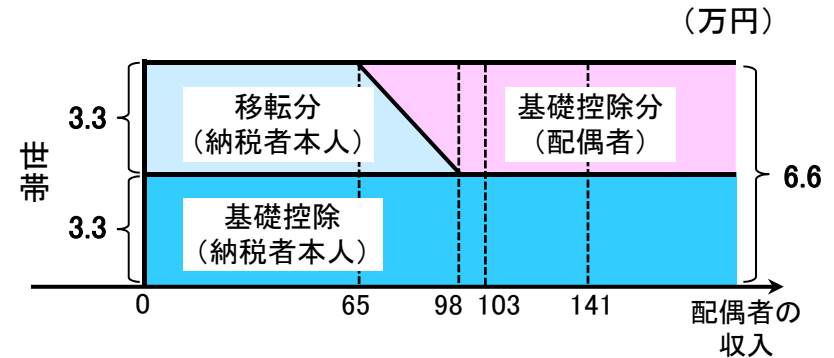 （万円）
移転分
（納税者本人）
基礎控除分
（配偶者）
3.3
世帯
6.6
基礎控除
（納税者本人）
3.3
0
65
98
103
141
配偶者の
収入